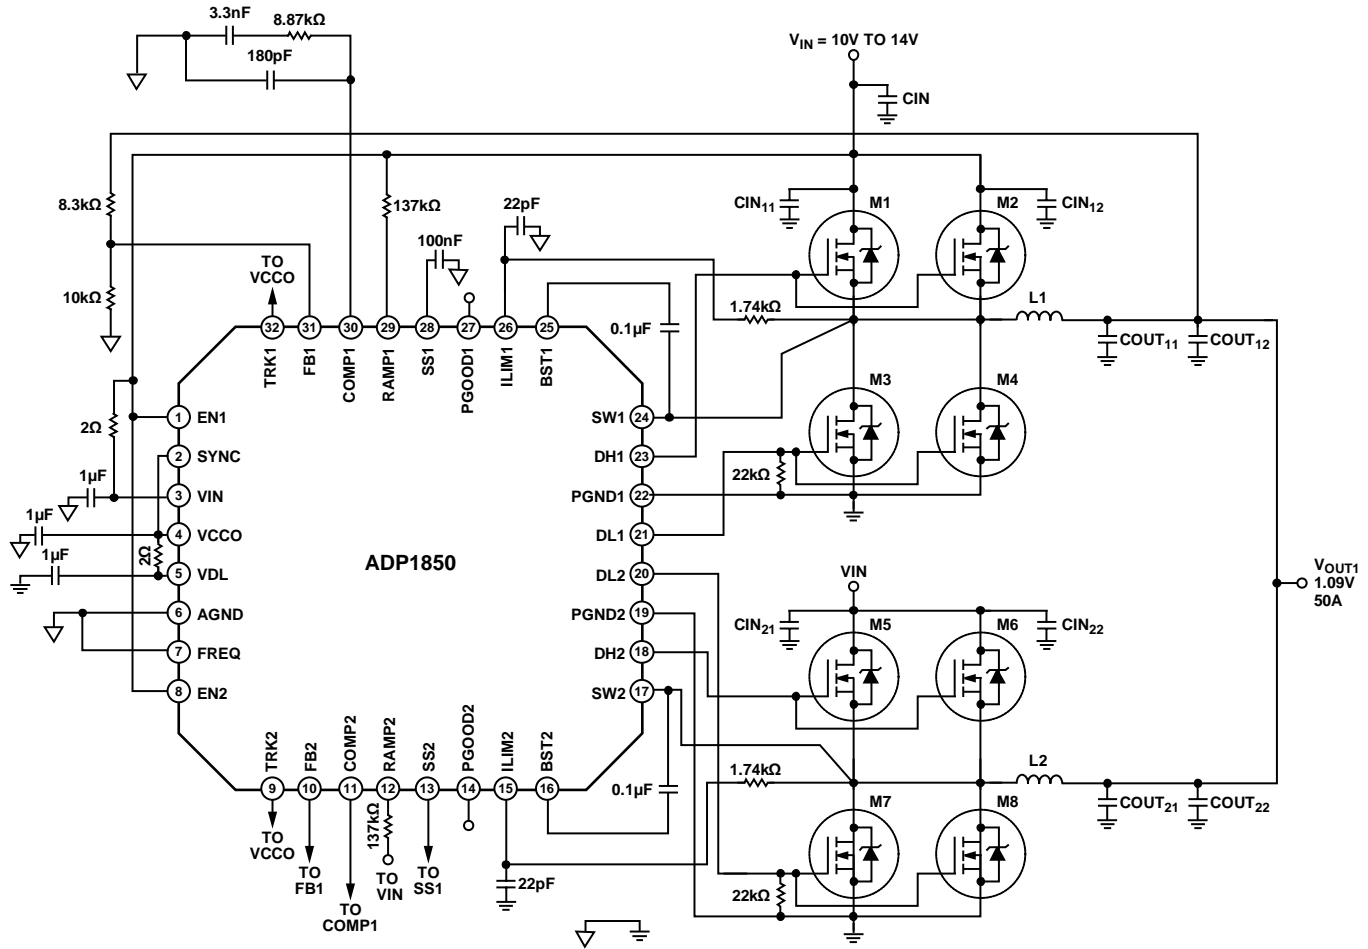 3.3nF
8.87kΩ
180pF
VIN = 10V TO 14V
CIN
8.3kΩ
137kΩ
22pF
CIN11
M1
M2
CIN12
100nF
TO
VCCO
10kΩ
1.74kΩ
L1
0.1µF
COUT11
COUT12
32
31
30
29
28
27
26
25
TRK1
FB1
COMP1
RAMP1
SS1
PGOOD1
ILIM1
BST1
M3
M4
2Ω
1
EN1
SW1
24
2
SYNC
DH1
23
22kΩ
1µF
3
VIN
PGND1
22
1µF
4
VCCO
DL1
21
1µF
2Ω
5
VDL
ADP1850
DL2
20
VIN
VOUT1
1.09V
50A
6
AGND
PGND2
19
CIN21
M5
M6
CIN22
7
FREQ
DH2
18
8
EN2
SW2
17
TRK2
FB2
COMP2
RAMP2
SS2
PGOOD2
ILIM2
BST2
9
10
11
12
13
14
15
16
1.74kΩ
L2
0.1µF
COUT21
COUT22
M7
M8
137kΩ
TO
VCCO
TO
FB1
TO
COMP1
TO
VIN
TO
SS1
22pF
22kΩ